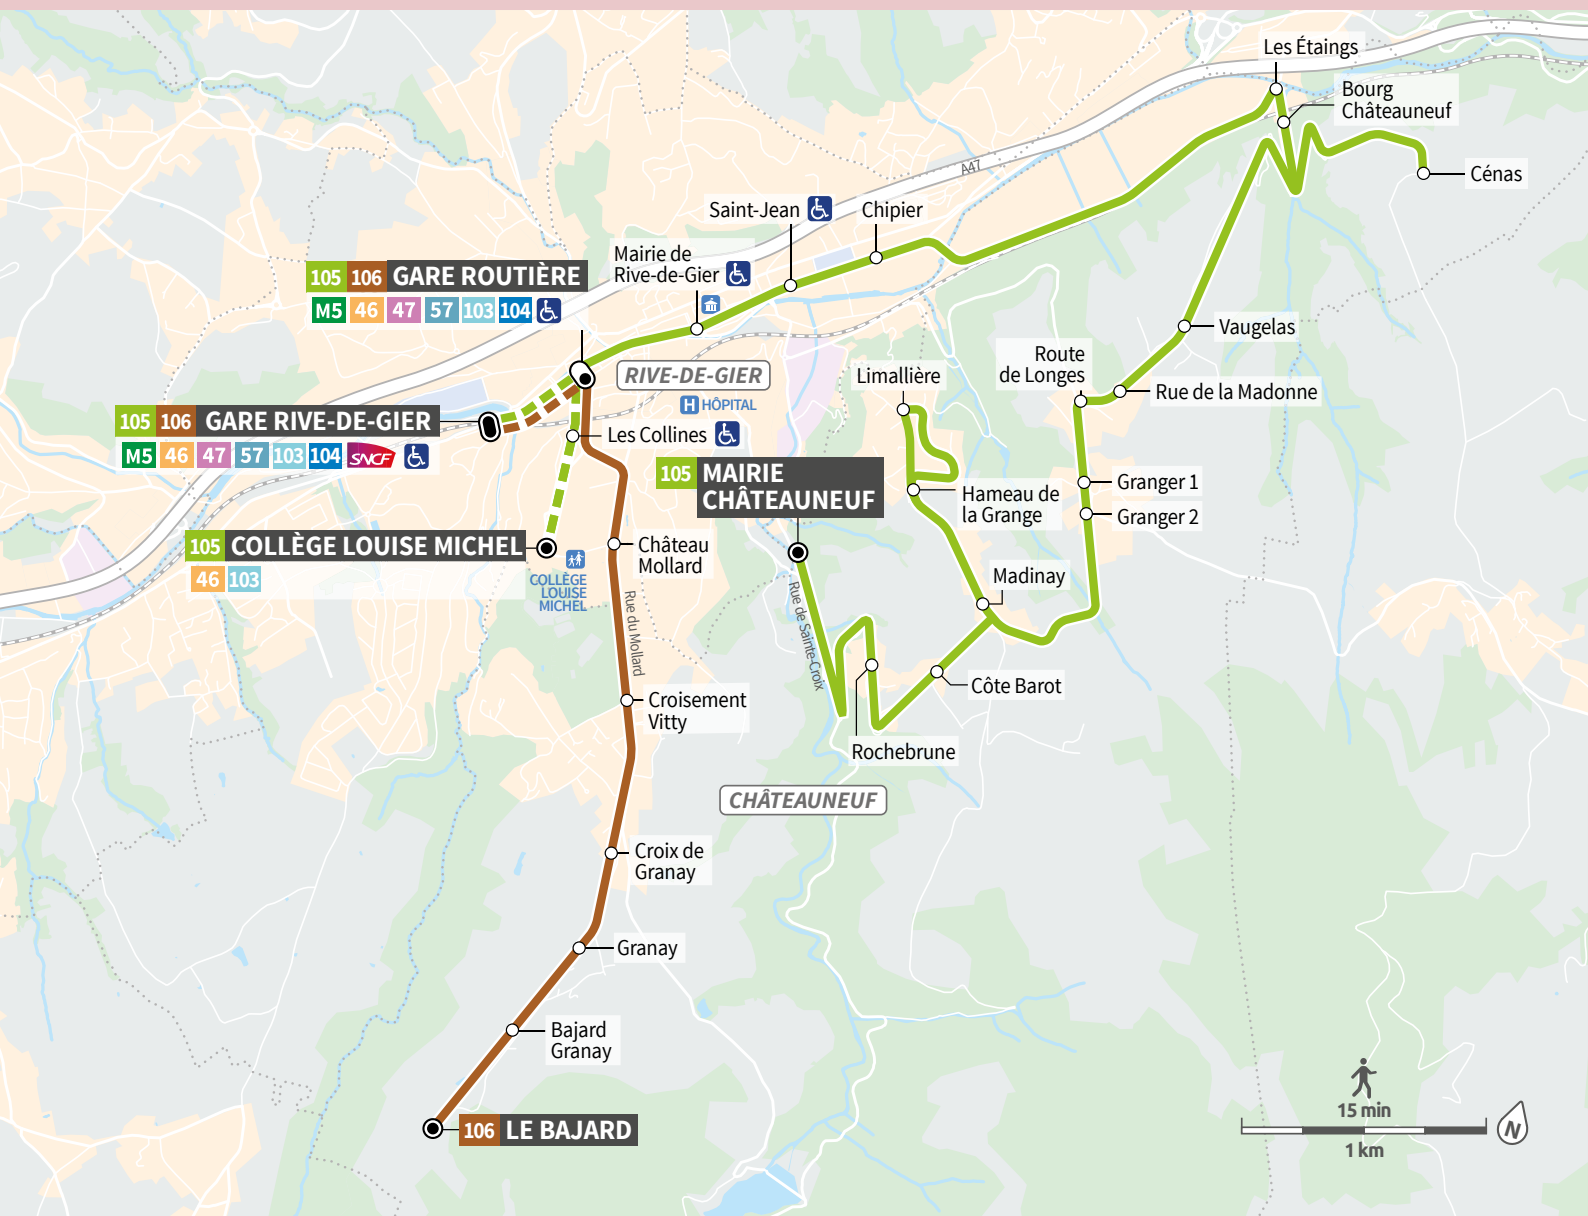 Les Étaings
Bourg
Châteauneuf
Cénas
A47
Saint-Jean
Chipier
Mairie de
Rive-de-Gier
105 106 GARE ROUTIÈRE
M5 46 47 57 103 104
Vaugelas
Route
de Longes
Rue de la Madonne
RIVE-DE-GIER
Limallière
H HÔPITAL
105 106 GARE RIVE-DE-GIER
M5 46 47 57 103 104 SNCF
Les Collines
105 MAIRIE
CHÂTEAUNEUF
Granger 1
Hameau de
la Grange
Granger 2
105 COLLÈGE LOUISE MICHEL
46 103
Château
Mollard
COLLÈGE
LOUISE
MICHEL
Madinay
Rue du Mollard
Rue de Sainte-Croix
Côte Barot
Croisement
Vitty
Rochebrune
CHÂTEAUNEUF
Croix de
Granay
Granay
Bajard
Granay
106 LE BAJARD
15 min
1 km
N